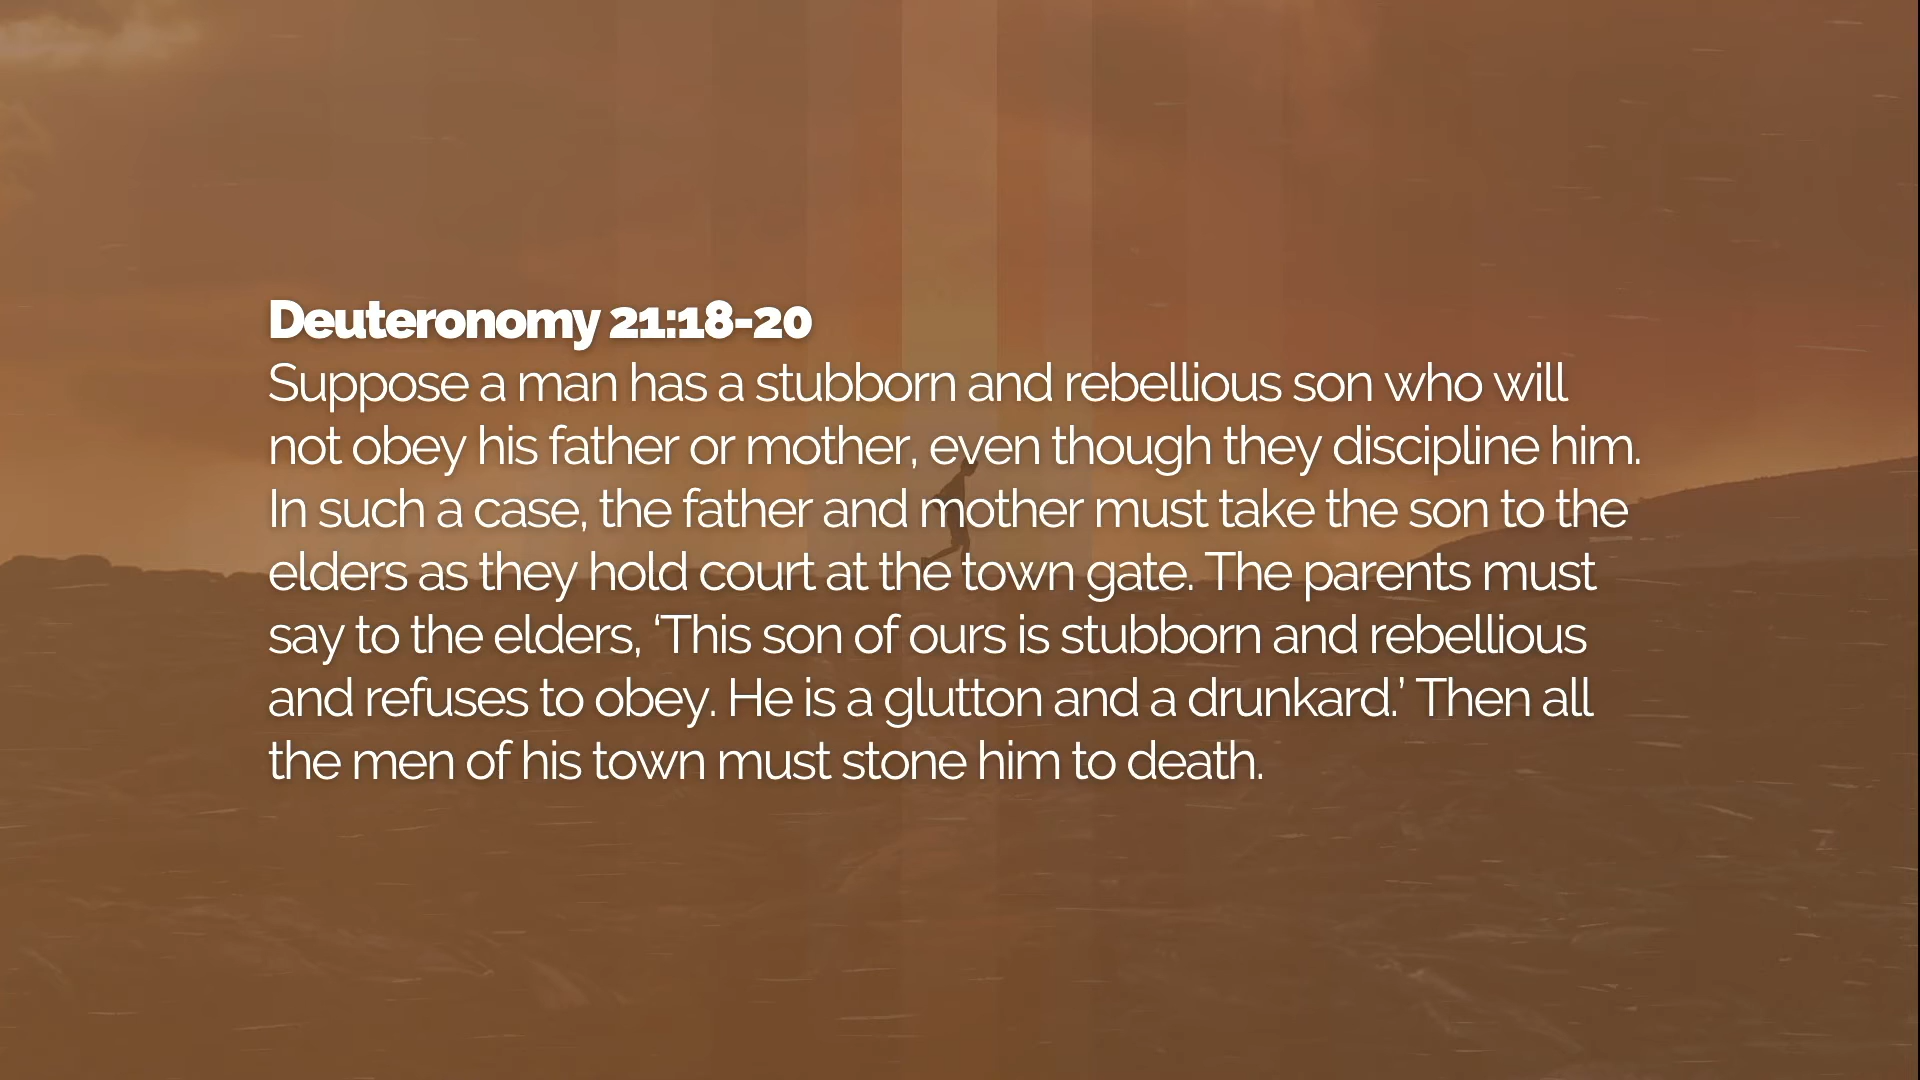 Deuteronomy 21:18-20
Suppose a man has a stubborn and rebellious son who will
not obey his father or mother, even though they discipline him.
In such a case, the father and mother must take the son to the
elders as they hold court at the town gate. The parents must
say to the elders, ‘This son of ours is stubborn and rebellious
and refuses to obey. He is a glutton and a drunkard.’ Then all
the men of his town must stone him to death.